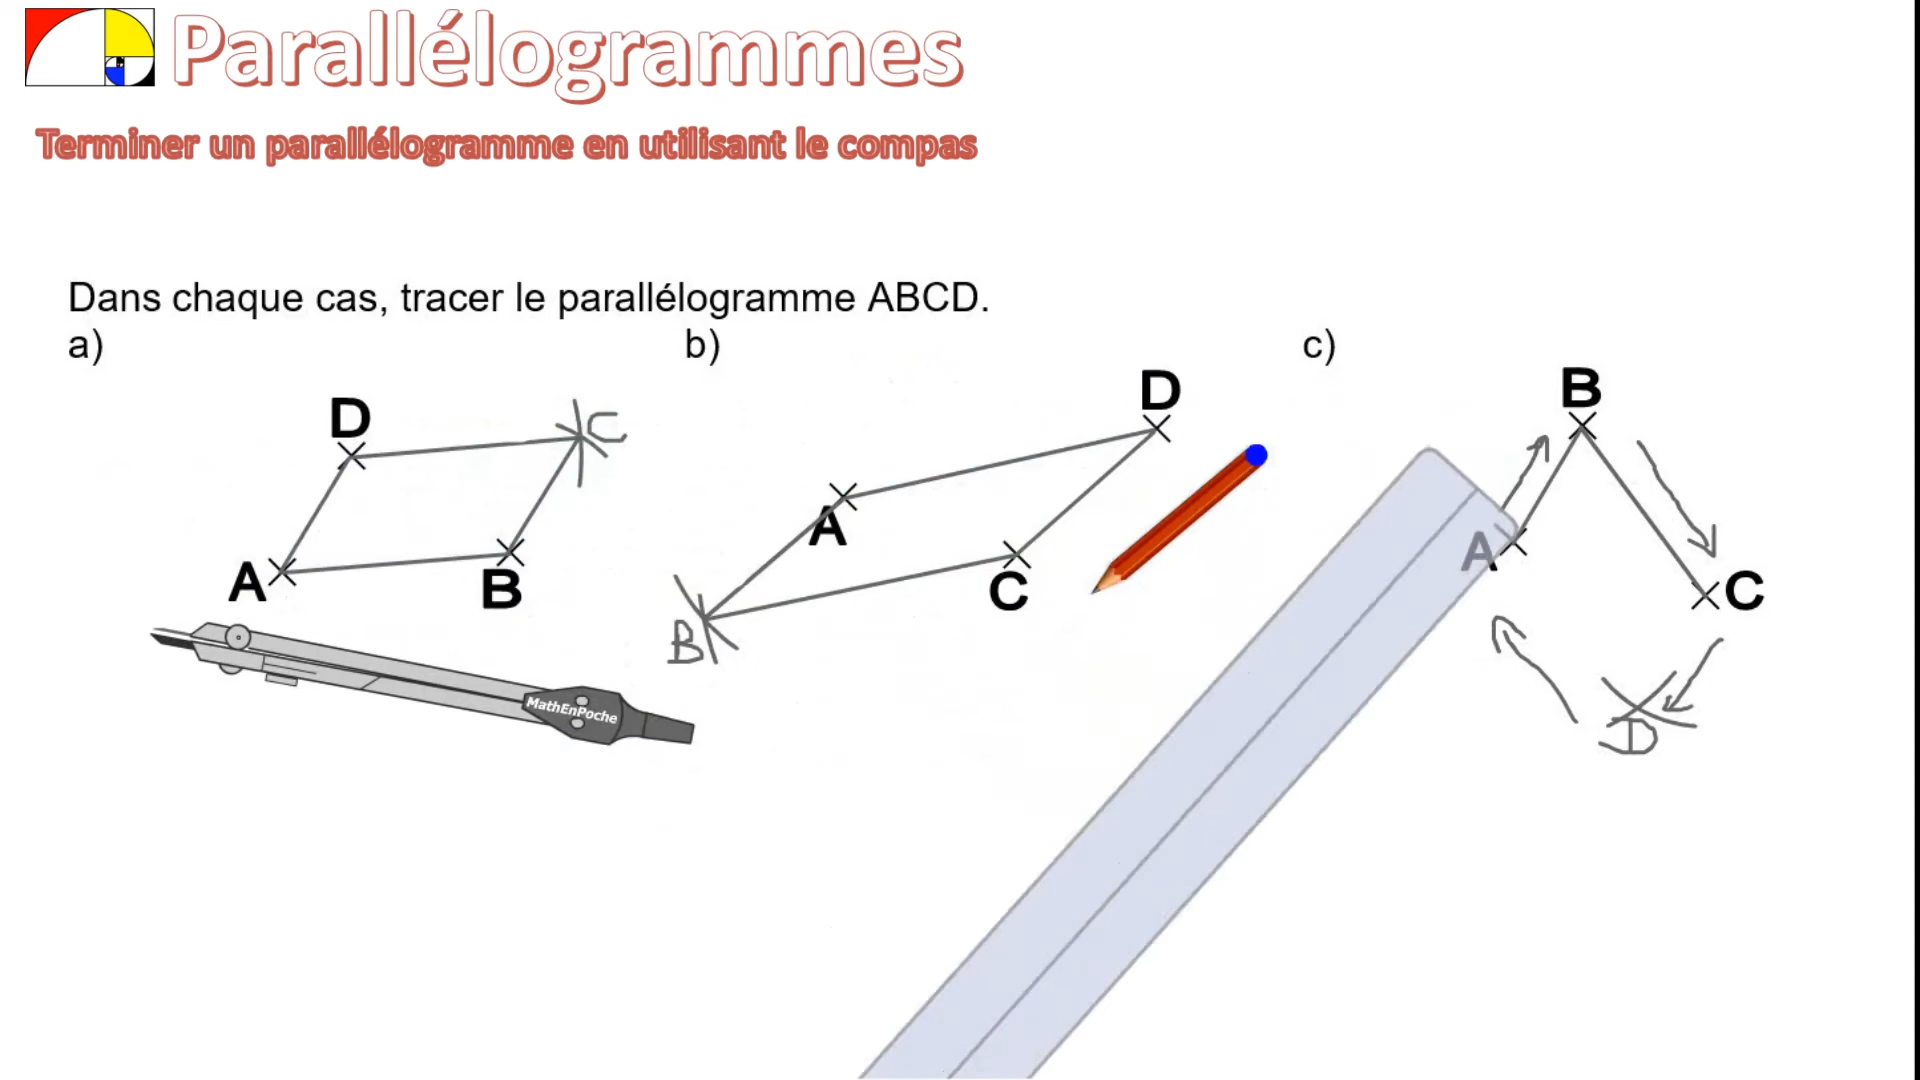 Parallélogrammes
Terminer un parallélogramme en utilisant le compas
Dans chaque cas, tracer le parallélogramme ABCD.
a)
D
C
A
B
MathEnPoche
b)
D
A
C
B
c)
B
A
C
D